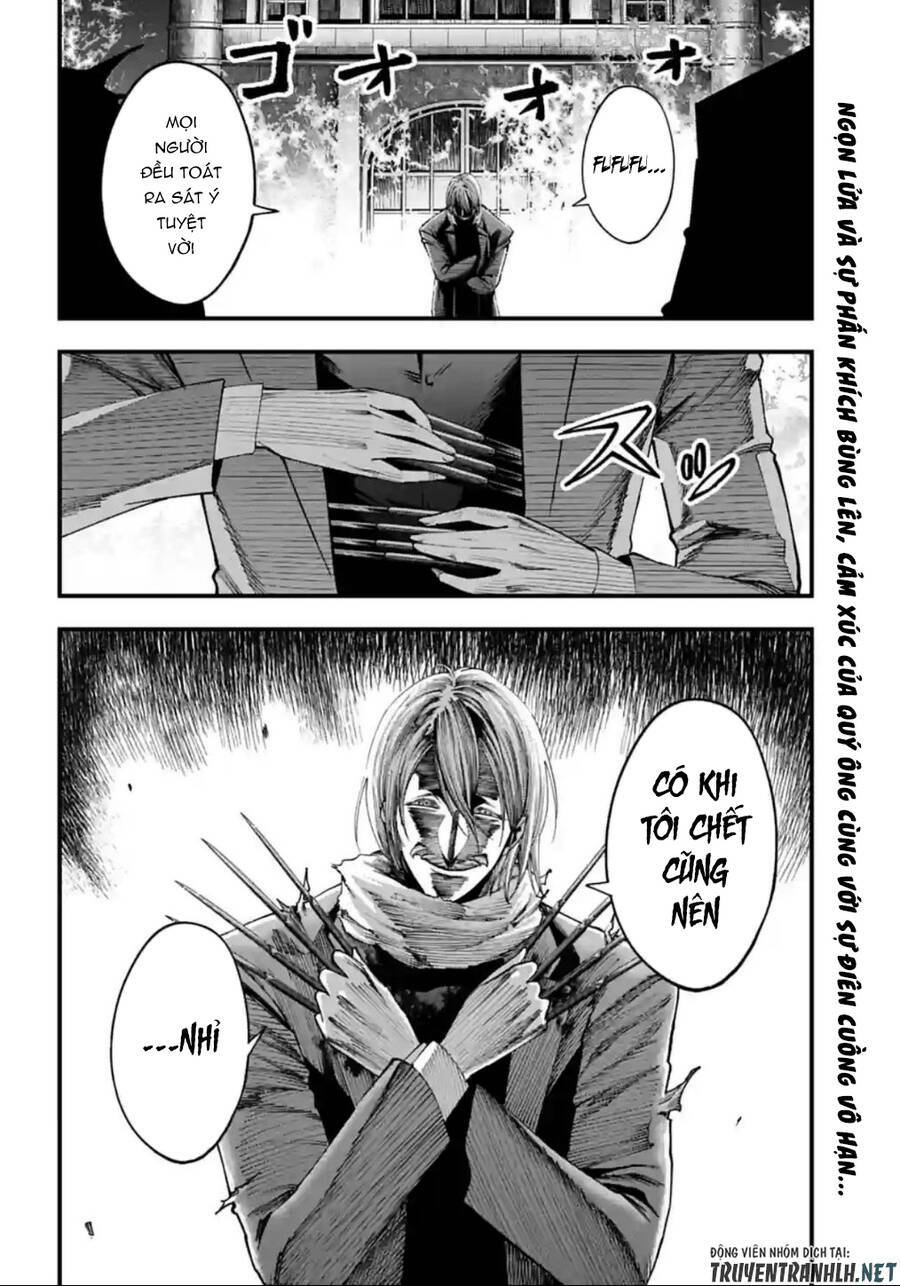 NGỌN LỬA VÀ SỰ PHẤN KHÍCH BÙNG LÊN, CẢM XÚC CỦA QUÝ ÔNG CÙNG VỚI SỰ ĐIÊN CUỒNG VÔ HẠN...
ゴオオオ
FUFUFU...
MỌI
NGƯỜI
ĐỀU TOÁT
RA SÁT Ý
TUYỆT
VỜI
スッ
CÓ KHI
TÔI CHẾT
CŨNG
NÊN
---NHỈ
ĐỘNG VIÊN NHÓM DỊCH TẠI:
TRUYENTRANHLH.NET